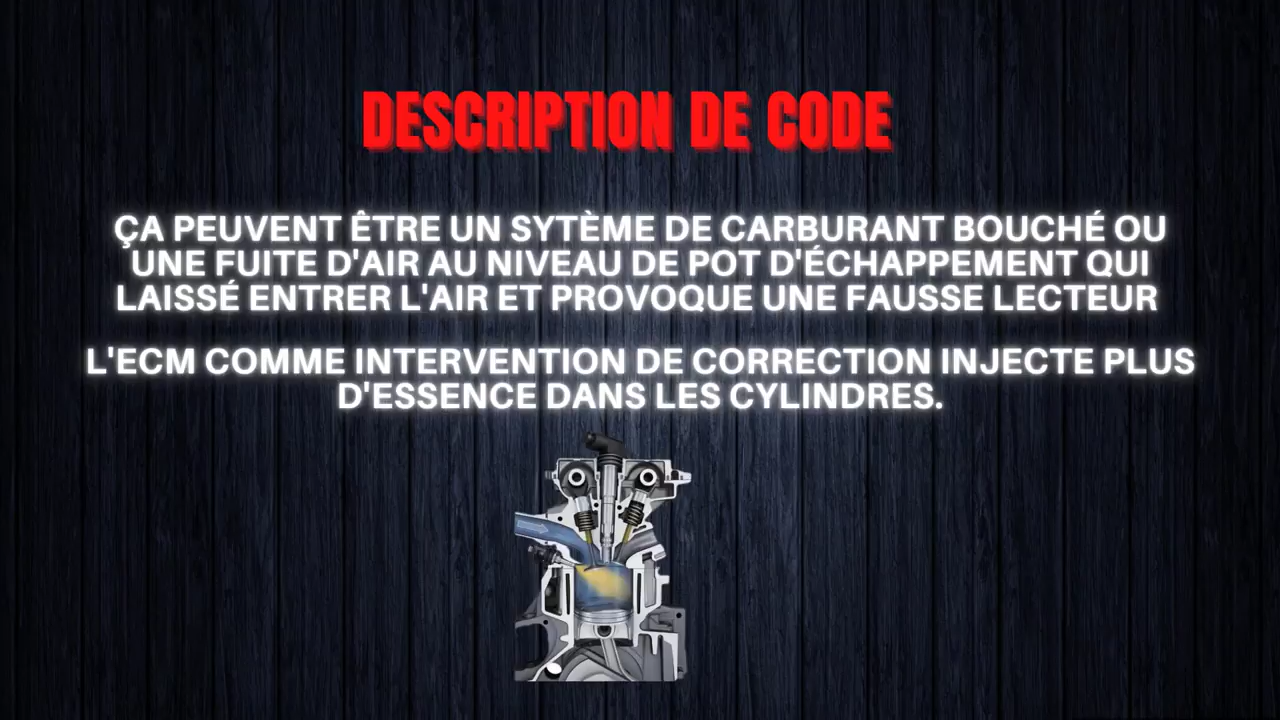 DESCRIPTION DE CODE
ÇA PEUVENT ÊTRE UN SYTÈME DE CARBURANT BOUCHÉ OU
UNE FUITE D'AIR AU NIVEAU DE POT D'ÉCHAPPEMENT QUI
LAISSÉ ENTRER L'AIR ET PROVOQUE UNE FAUSSE LECTEUR
L'ECM COMME INTERVENTION DE CORRECTION INJECTE PLUS
D'ESSENCE DANS LES CYLINDRES.